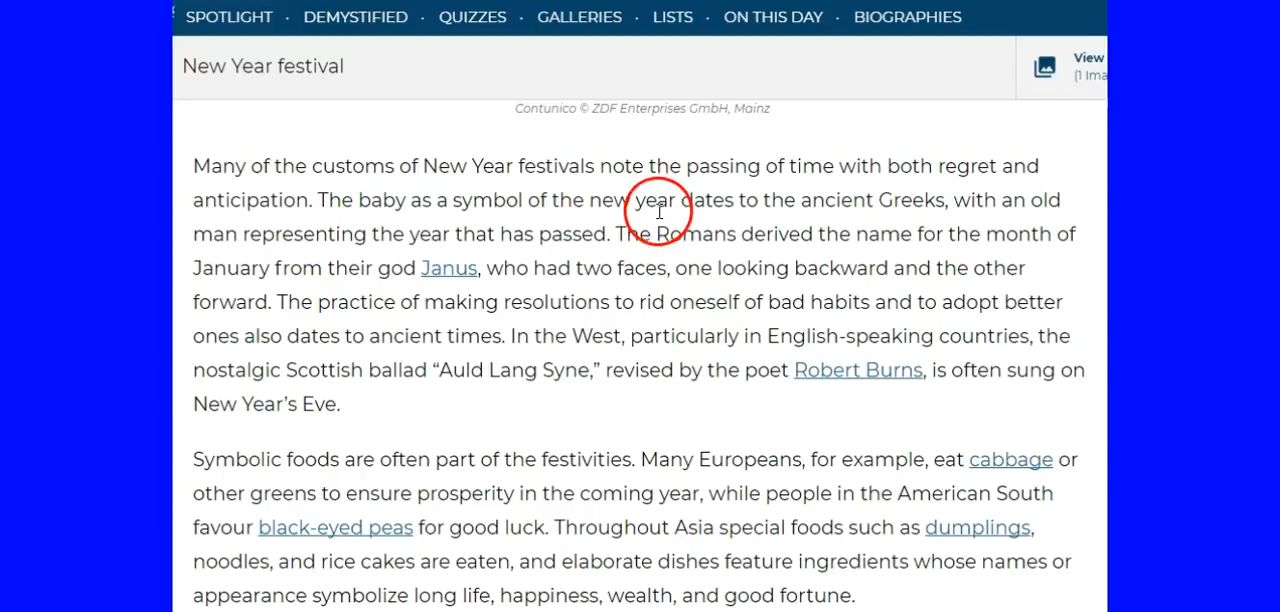 SPOTLIGHT · DEMYSTIFIED · QUIZZES · GALLERIES · LISTS · ON THIS DAY · BIOGRAPHIES
New Year festival
View
(1 Ima
Contunico © ZDF Enterprises GmbH, Mainz
Many of the customs of New Year festivals note the passing of time with both regret and
anticipation. The baby as a symbol of the new year dates to the ancient Greeks, with an old
man representing the year that has passed. The Romans derived the name for the month of
January from their god Janus, who had two faces, one looking backward and the other
forward. The practice of making resolutions to rid oneself of bad habits and to adopt better
ones also dates to ancient times. In the West, particularly in English-speaking countries, the
nostalgic Scottish ballad “Auld Lang Syne,” revised by the poet Robert Burns, is often sung on
New Year’s Eve.
Symbolic foods are often part of the festivities. Many Europeans, for example, eat cabbage or
other greens to ensure prosperity in the coming year, while people in the American South
favour black-eyed peas for good luck. Throughout Asia special foods such as dumplings,
noodles, and rice cakes are eaten, and elaborate dishes feature ingredients whose names or
appearance symbolize long life, happiness, wealth, and good fortune.